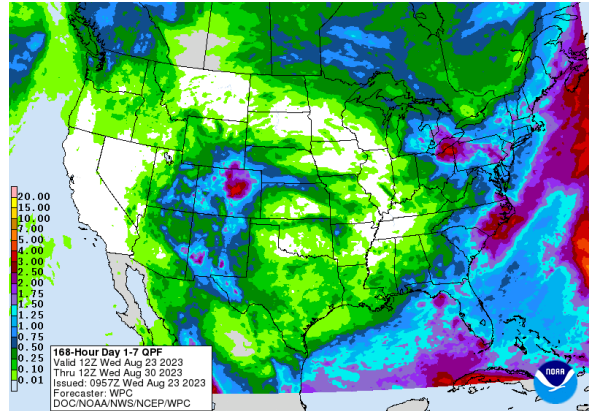 20.00
15.00
10.00
7.00
5.00
4.00
3.00
2.50
2.00
1.75
1.50
1.25
1.00
0.75
0.50
0.25
0.10
0.01
168-Hour Day 1-7 QPF
Valid 12Z Wed Aug 23 2023
Thru 12Z Wed Aug 30 2023
Issued: 0957Z Wed Aug 23 2023
Forecaster: WPC
DOC/NOAA/NWS/NCEP/WPC
NOAA